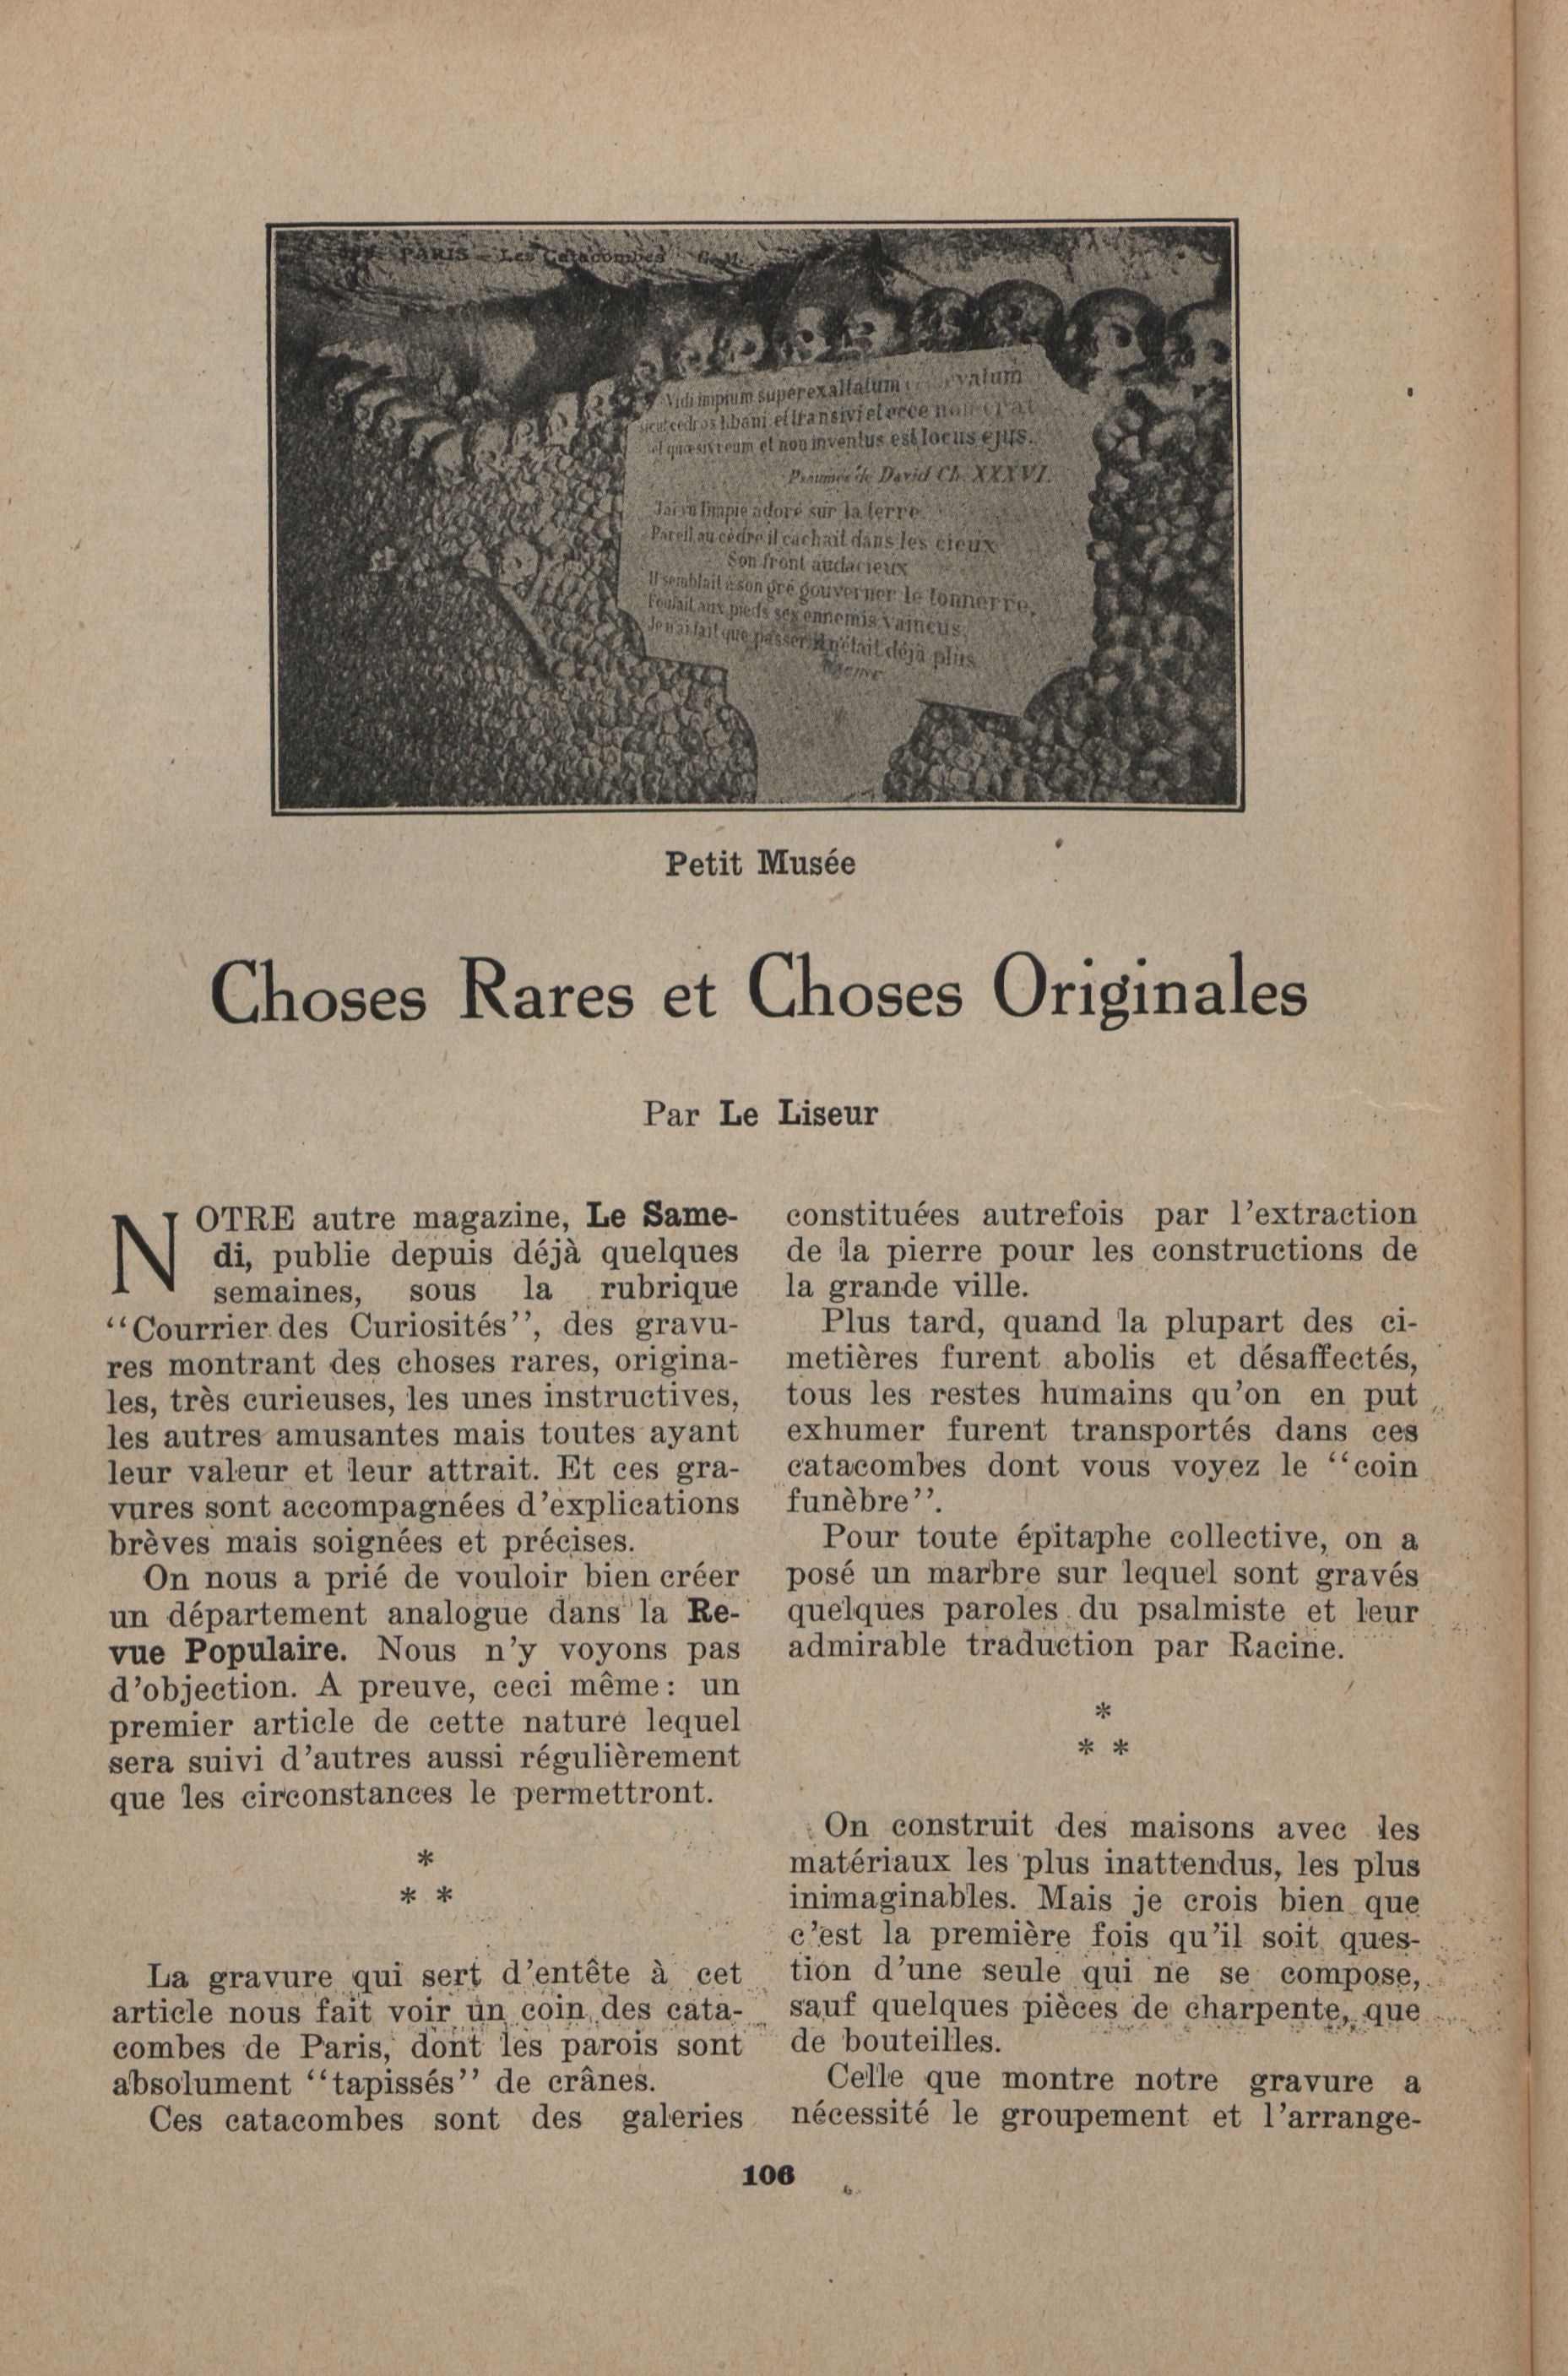 PARIS - Les Catacombes
Vidi impium superexaltatum
sicut cedros libani et transivi et ecce non erat
et quæsivi eum et non inventus est locus ejus.
Psaumes de David Ch. XXXVI.
J'ai vu l'impie adoré sur la terre
Pareil au cèdre il cachait dans les cieux
Son front audacieux
Il semblait à son gré gouverner le tonnerre,
Foulait aux pieds ses ennemis vaincus
Je n'ai fait que passer il n'était déjà plus
Racine
Petit Musée
Choses Rares et Choses Originales
Par Le Liseur
NOTRE autre magazine, Le Same-
di, publie depuis déjà quelques
semaines, sous la rubrique
"Courrier des Curiosités", des gravu-
res montrant des choses rares, origina-
les, très curieuses, les unes instructives,
les autres amusantes mais toutes ayant
leur valeur et leur attrait. Et ces gra-
vures sont accompagnées d'explications
brèves mais soignées et précises.
On nous a prié de vouloir bien créer
un département analogue dans la Re-
vue Populaire. Nous n'y voyons pas
d'objection. A preuve, ceci même: un
premier article de cette nature lequel
sera suivi d'autres aussi régulièrement
que les circonstances le permettront.
*
* *
La gravure qui sert d'entête à cet
article nous fait voir un coin des cata-
combes de Paris, dont les parois sont
absolument "tapissés" de crânes.
Ces catacombes sont des galeries
constituées autrefois par l'extraction
de la pierre pour les constructions de
la grande ville.
Plus tard, quand la plupart des ci-
metières furent abolis et désaffectés,
tous les restes humains qu'on en put
exhumer furent transportés dans ces
catacombes dont vous voyez le "coin
funèbre".
Pour toute épitaphe collective, on a
posé un marbre sur lequel sont gravés
quelques paroles du psalmiste et leur
admirable traduction par Racine.
*
* *
On construit des maisons avec les
matériaux les plus inattendus, les plus
inimaginables. Mais je crois bien que
c'est la première fois qu'il soit ques-
tion d'une seule qui ne se compose,
sauf quelques pièces de charpente, que
de bouteilles.
Celle que montre notre gravure a
nécessité le groupement et l'arrange-
106